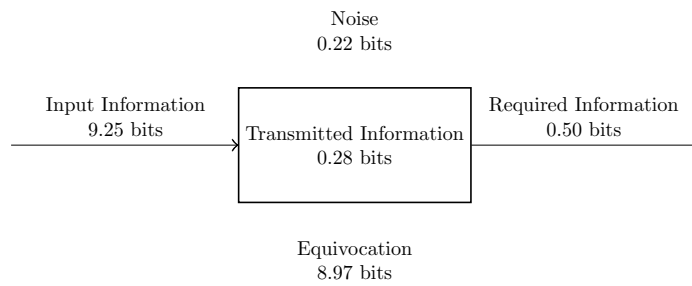 Noise
0.22 bits
Input Information
9.25 bits
Transmitted Information
0.28 bits
Required Information
0.50 bits
Equivocation
8.97 bits